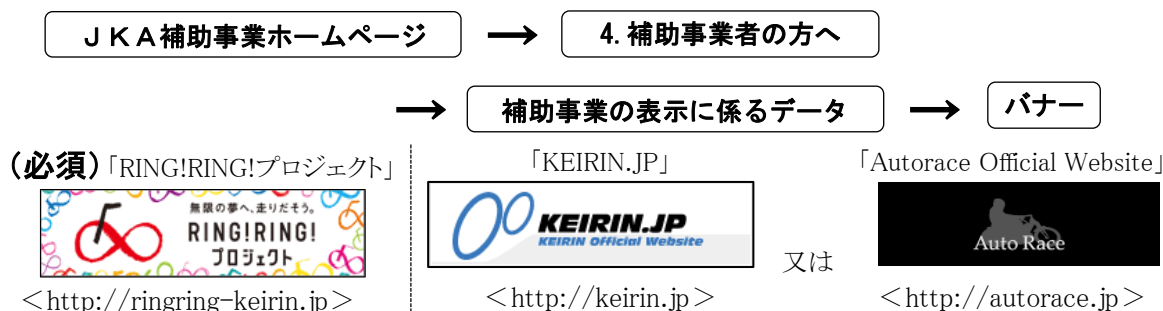 ＪＫＡ補助事業ホームページ → 4.補助事業者の方へ
→ 補助事業の表示に係るデータ → バナー
(必須)「RING!RING!プロジェクト」
「KEIRIN.JP」
「Autorace Official Website」
無限の夢へ、走りだそう。
RING!RING!
プロジェクト
KEIRIN.JP
KEIRIN Official Website
又は
Auto Race
＜http://ringring-keirin.jp＞
＜http://keirin.jp＞
＜http://autorace.jp＞